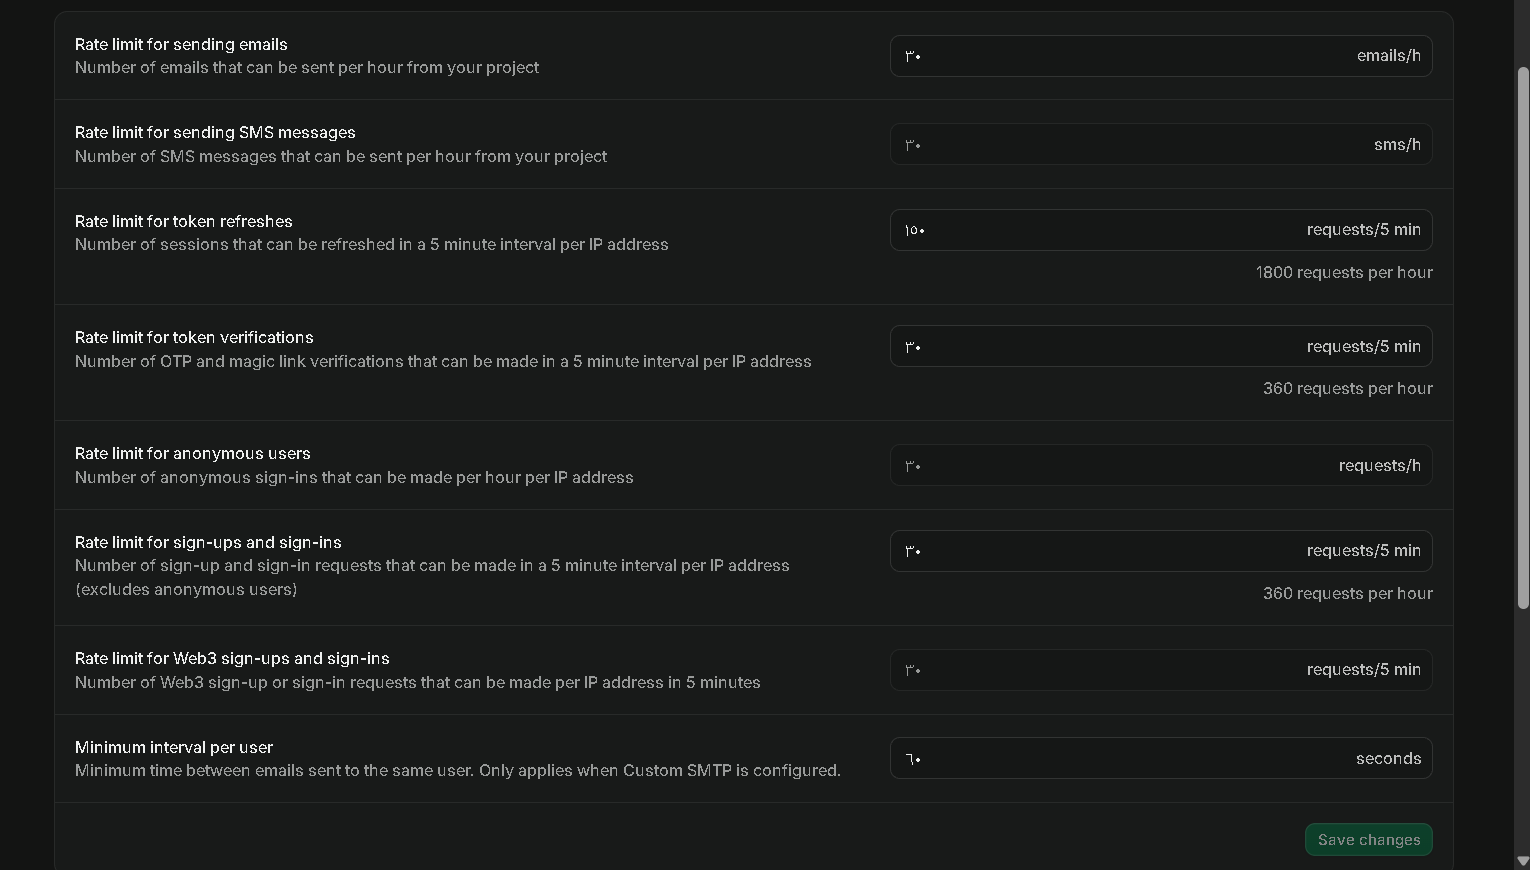 Rate limit for sending emails
Number of emails that can be sent per hour from your project
٣٠ emails/h
Rate limit for sending SMS messages
Number of SMS messages that can be sent per hour from your project
٣٠ sms/h
Rate limit for token refreshes
Number of sessions that can be refreshed in a 5 minute interval per IP address
١٥٠ requests/5 min
1800 requests per hour
Rate limit for token verifications
Number of OTP and magic link verifications that can be made in a 5 minute interval per IP address
٣٠ requests/5 min
360 requests per hour
Rate limit for anonymous users
Number of anonymous sign-ins that can be made per hour per IP address
٣٠ requests/h
Rate limit for sign-ups and sign-ins
Number of sign-up and sign-in requests that can be made in a 5 minute interval per IP address
(excludes anonymous users)
٣٠ requests/5 min
360 requests per hour
Rate limit for Web3 sign-ups and sign-ins
Number of Web3 sign-up or sign-in requests that can be made per IP address in 5 minutes
٣٠ requests/5 min
Minimum interval per user
Minimum time between emails sent to the same user. Only applies when Custom SMTP is configured.
٦٠ seconds
Save changes